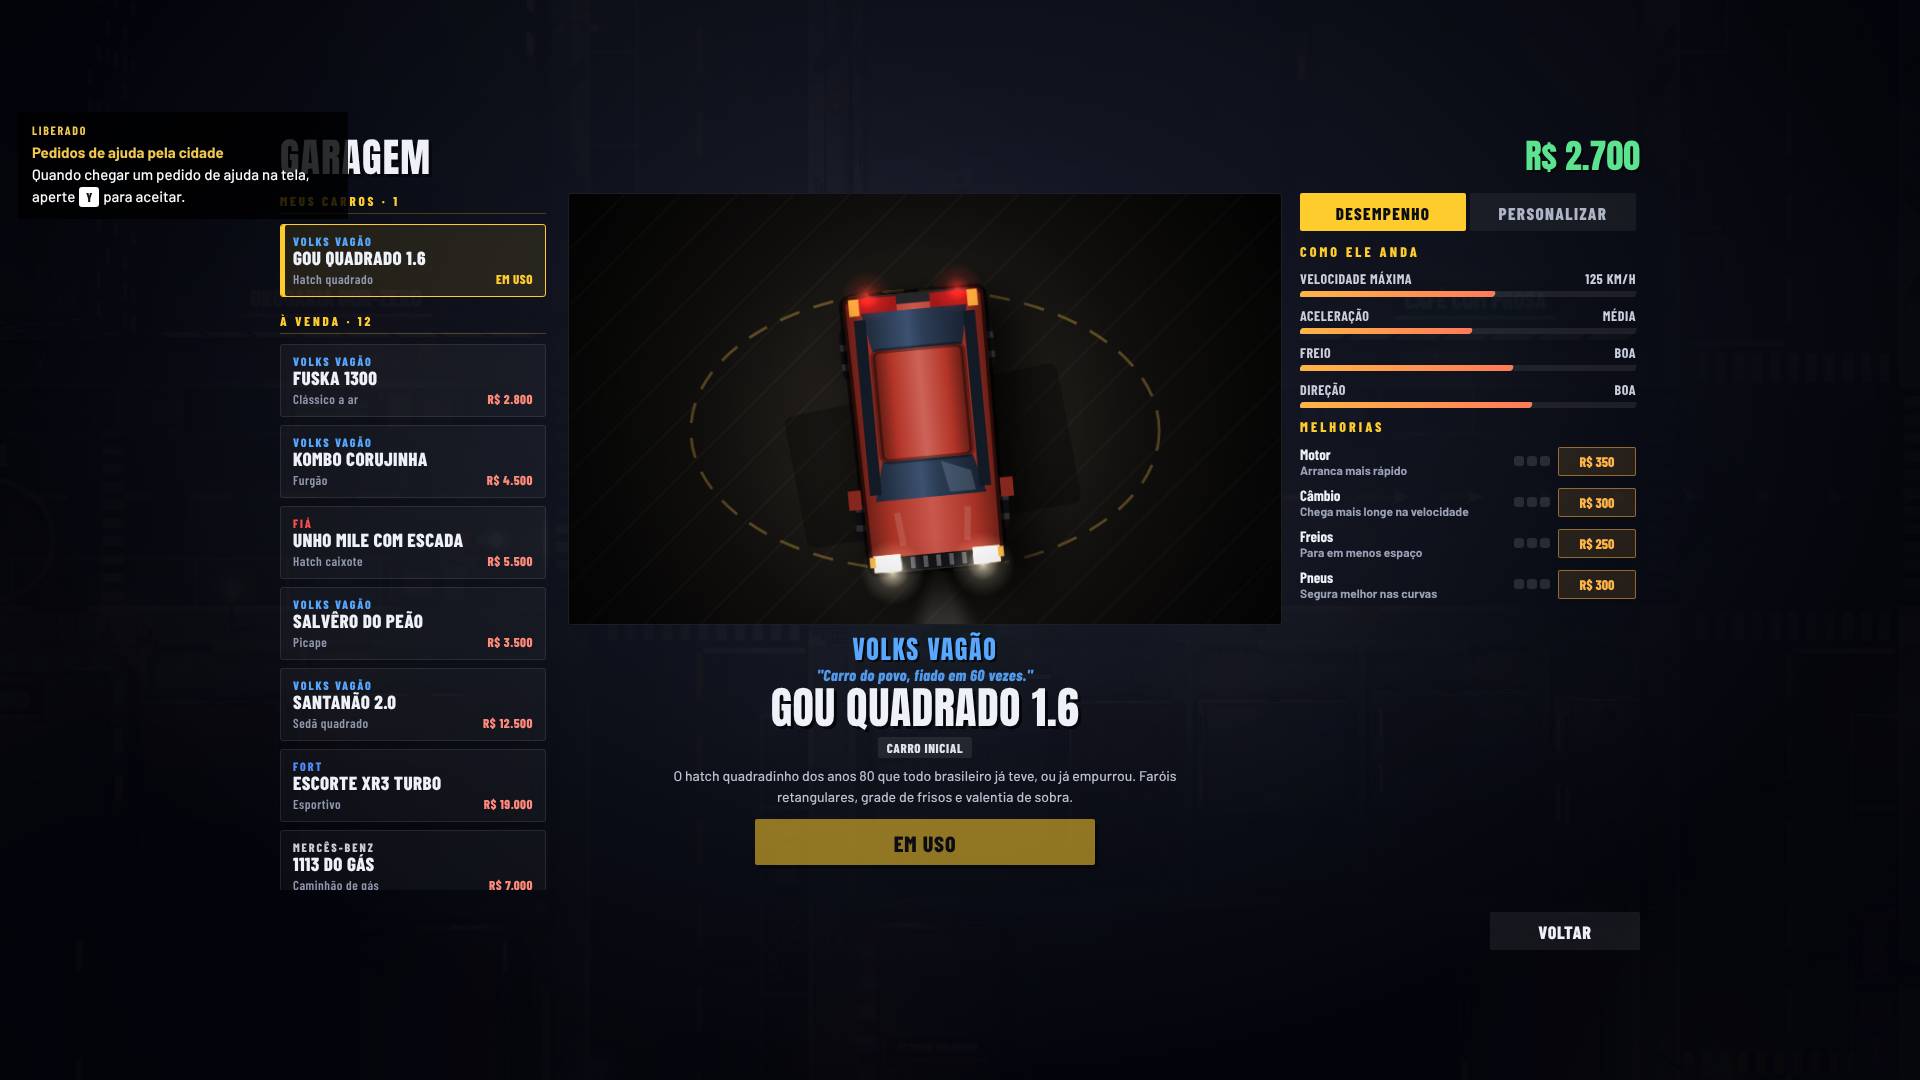 LIBERADO
Pedidos de ajuda pela cidade
Quando chegar um pedido de ajuda na tela,
aperte Y para aceitar.
GARAGEM
R$ 2.700
MEUS CARROS · 1
VOLKS VAGÃO
GOU QUADRADO 1.6
Hatch quadrado
EM USO
À VENDA · 12
VOLKS VAGÃO
FUSKA 1300
Clássico a ar
R$ 2.800
VOLKS VAGÃO
KOMBO CORUJINHA
Furgão
R$ 4.500
FIÁ
UNHO MILE COM ESCADA
Hatch caixote
R$ 5.500
VOLKS VAGÃO
SALVÊRO DO PEÃO
Picape
R$ 3.500
VOLKS VAGÃO
SANTANÃO 2.0
Sedã quadrado
R$ 12.500
FORT
ESCORTE XR3 TURBO
Esportivo
R$ 19.000
MERCÊS-BENZ
1113 DO GÁS
Caminhão de gás
R$ 7.000
VOLKS VAGÃO
"Carro do povo, fiado em 60 vezes."
GOU QUADRADO 1.6
CARRO INICIAL
O hatch quadradinho dos anos 80 que todo brasileiro já teve, ou já empurrou. Faróis
retangulares, grade de frisos e valentia de sobra.
EM USO
DESEMPENHO
PERSONALIZAR
COMO ELE ANDA
VELOCIDADE MÁXIMA
125 KM/H
ACELERAÇÃO
MÉDIA
FREIO
BOA
DIREÇÃO
BOA
MELHORIAS
Motor
Arranca mais rápido
R$ 350
Câmbio
Chega mais longe na velocidade
R$ 300
Freios
Para em menos espaço
R$ 250
Pneus
Segura melhor nas curvas
R$ 300
VOLTAR